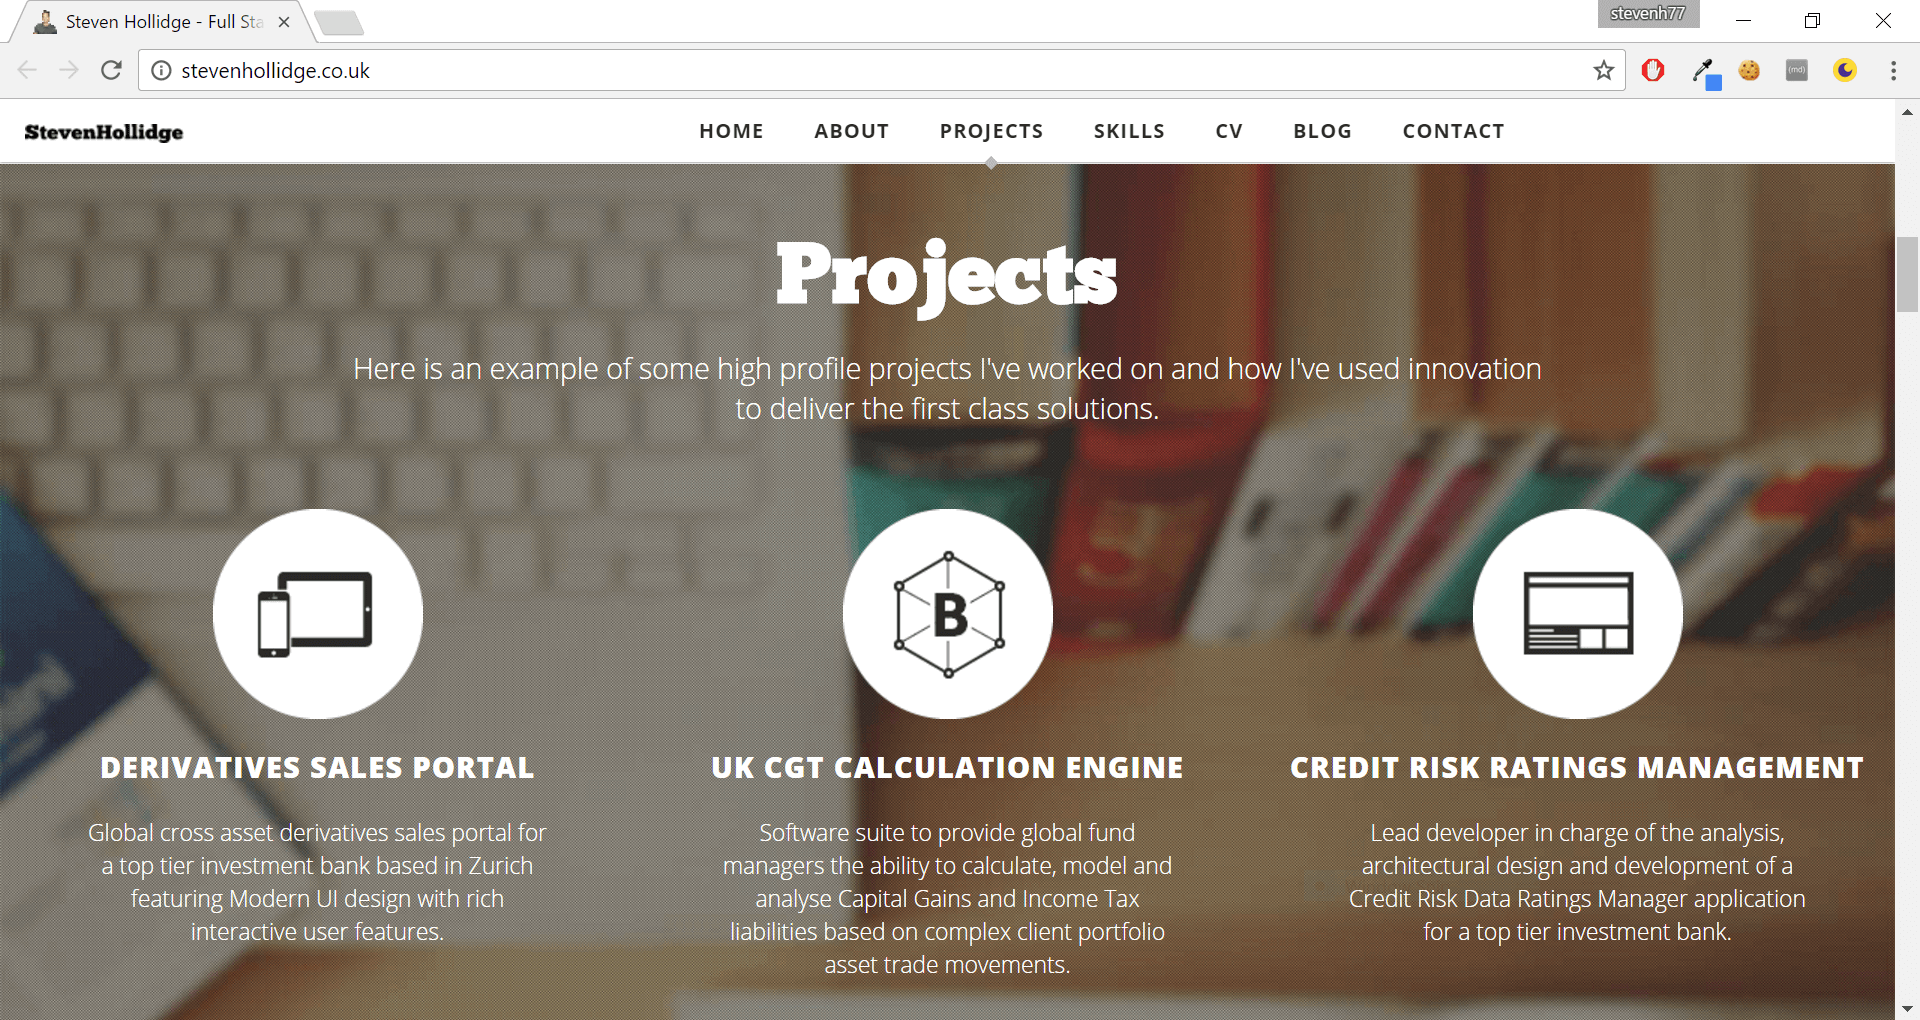 Steven Hollidge - Full Sta
stevenh77
stevenhollidge.co.uk
{md}
StevenHollidge
HOME ABOUT PROJECTS SKILLS CV BLOG CONTACT
Projects
Here is an example of some high profile projects I've worked on and how I've used innovation
to deliver the first class solutions.
B
DERIVATIVES SALES PORTAL
Global cross asset derivatives sales portal for
a top tier investment bank based in Zurich
featuring Modern UI design with rich
interactive user features.
UK CGT CALCULATION ENGINE
Software suite to provide global fund
managers the ability to calculate, model and
analyse Capital Gains and Income Tax
liabilities based on complex client portfolio
asset trade movements.
CREDIT RISK RATINGS MANAGEMENT
Lead developer in charge of the analysis,
architectural design and development of a
Credit Risk Data Ratings Manager application
for a top tier investment bank.